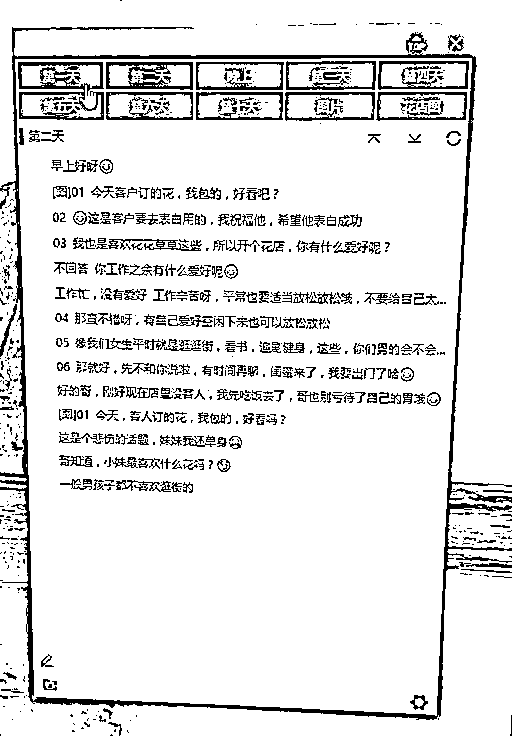 第一天 第二天 晚上 第三天 第四天
第五天 第六天 第七天 图片 花店图
第二天
早上好呀
[图]01 今天客户订的花，我包的，好看吧？
02 这是客户要去表白用的，我祝福他，希望他表白成功
03 我也是喜欢花花草草这些，所以开个花店，你有什么爱好呢？
不回答 你工作之余有什么爱好呢
工作忙，没有爱好 工作辛苦呀，平常也要适当放松放松哦，不要给自己太...
04 那真不错呀，有自己爱好空闲下来也可以放松放松
05 像我们女生平时就是逛逛街，看书，追剧健身，这些，你们男的会不会...
06 那就好，先不和你说啦，有时间再聊，闺蜜来了，我要出门了哈
好的哥，刚好现在店里没客人，我先吃饭去了，哥也别亏待了自己的胃哦
[图]01 今天，客人订的花，我包的，好看吗？
这是个悲伤的话题，妹妹我还单身
哥知道，小妹最喜欢什么花吗？
一般男孩子都不喜欢逛街的